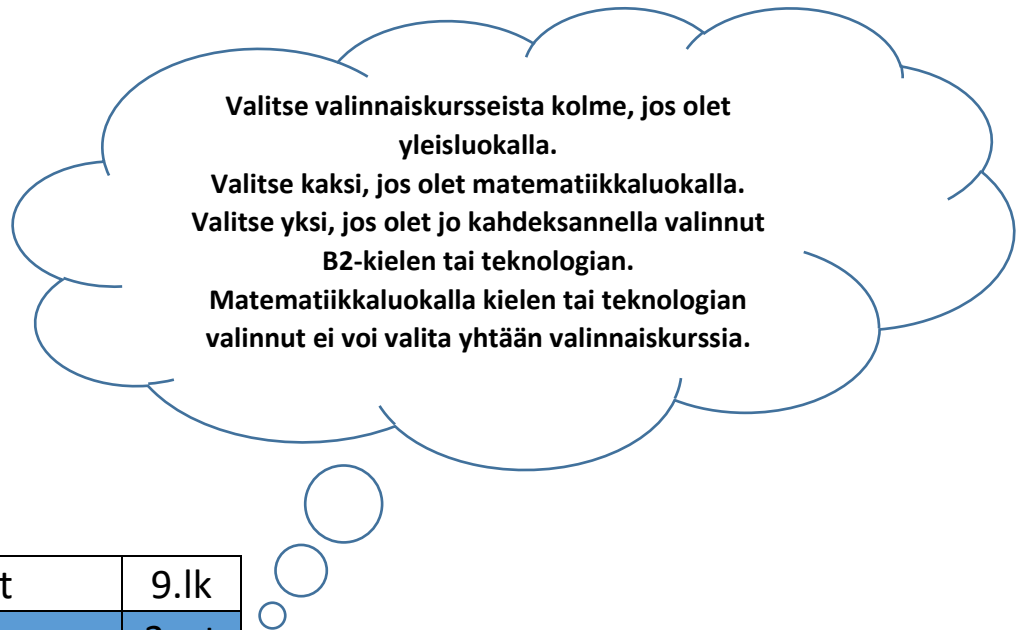 Valitse valinnaiskursseista kolme, jos olet
yleisluokalla.
Valitse kaksi, jos olet matematiikkaluokalla.
Valitse yksi, jos olet jo kahdeksannella valinnut
B2-kielen tai teknologian.
Matematiikkaluokalla kielen tai teknologian
valinnut ei voi valita yhtään valinnaiskurssia.
t 9.lk